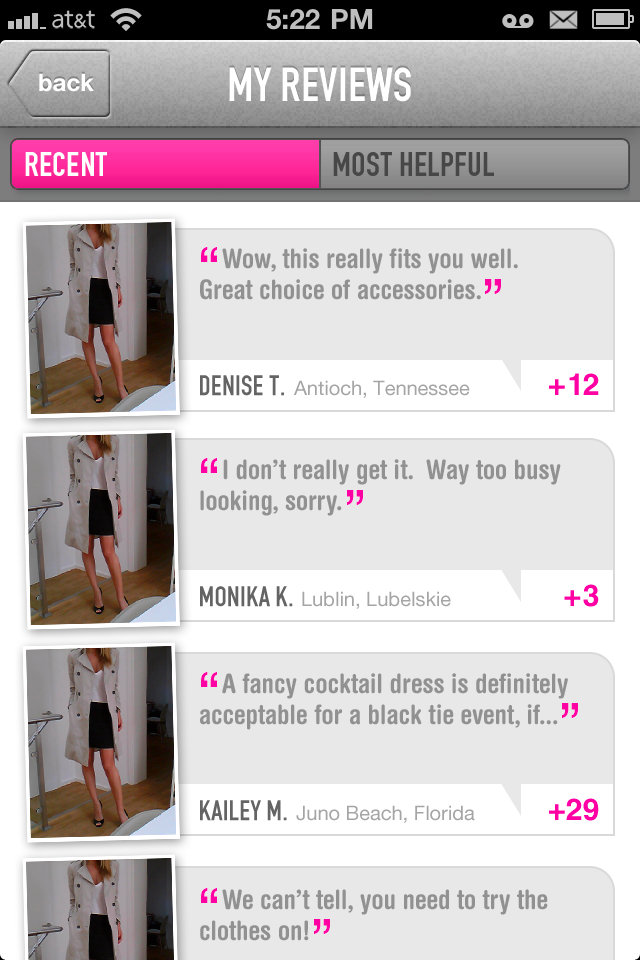 at&t 5:22 PM
back
MY REVIEWS
RECENT
MOST HELPFUL
“Wow, this really fits you well.
Great choice of accessories.”
DENISE T. Antioch, Tennessee
+12
“I don’t really get it.  Way too busy
looking, sorry.”
MONIKA K. Lublin, Lubelskie
+3
“A fancy cocktail dress is definitely
acceptable for a black tie event, if...”
KAILEY M. Juno Beach, Florida
+29
“We can’t tell, you need to try the
clothes on!”